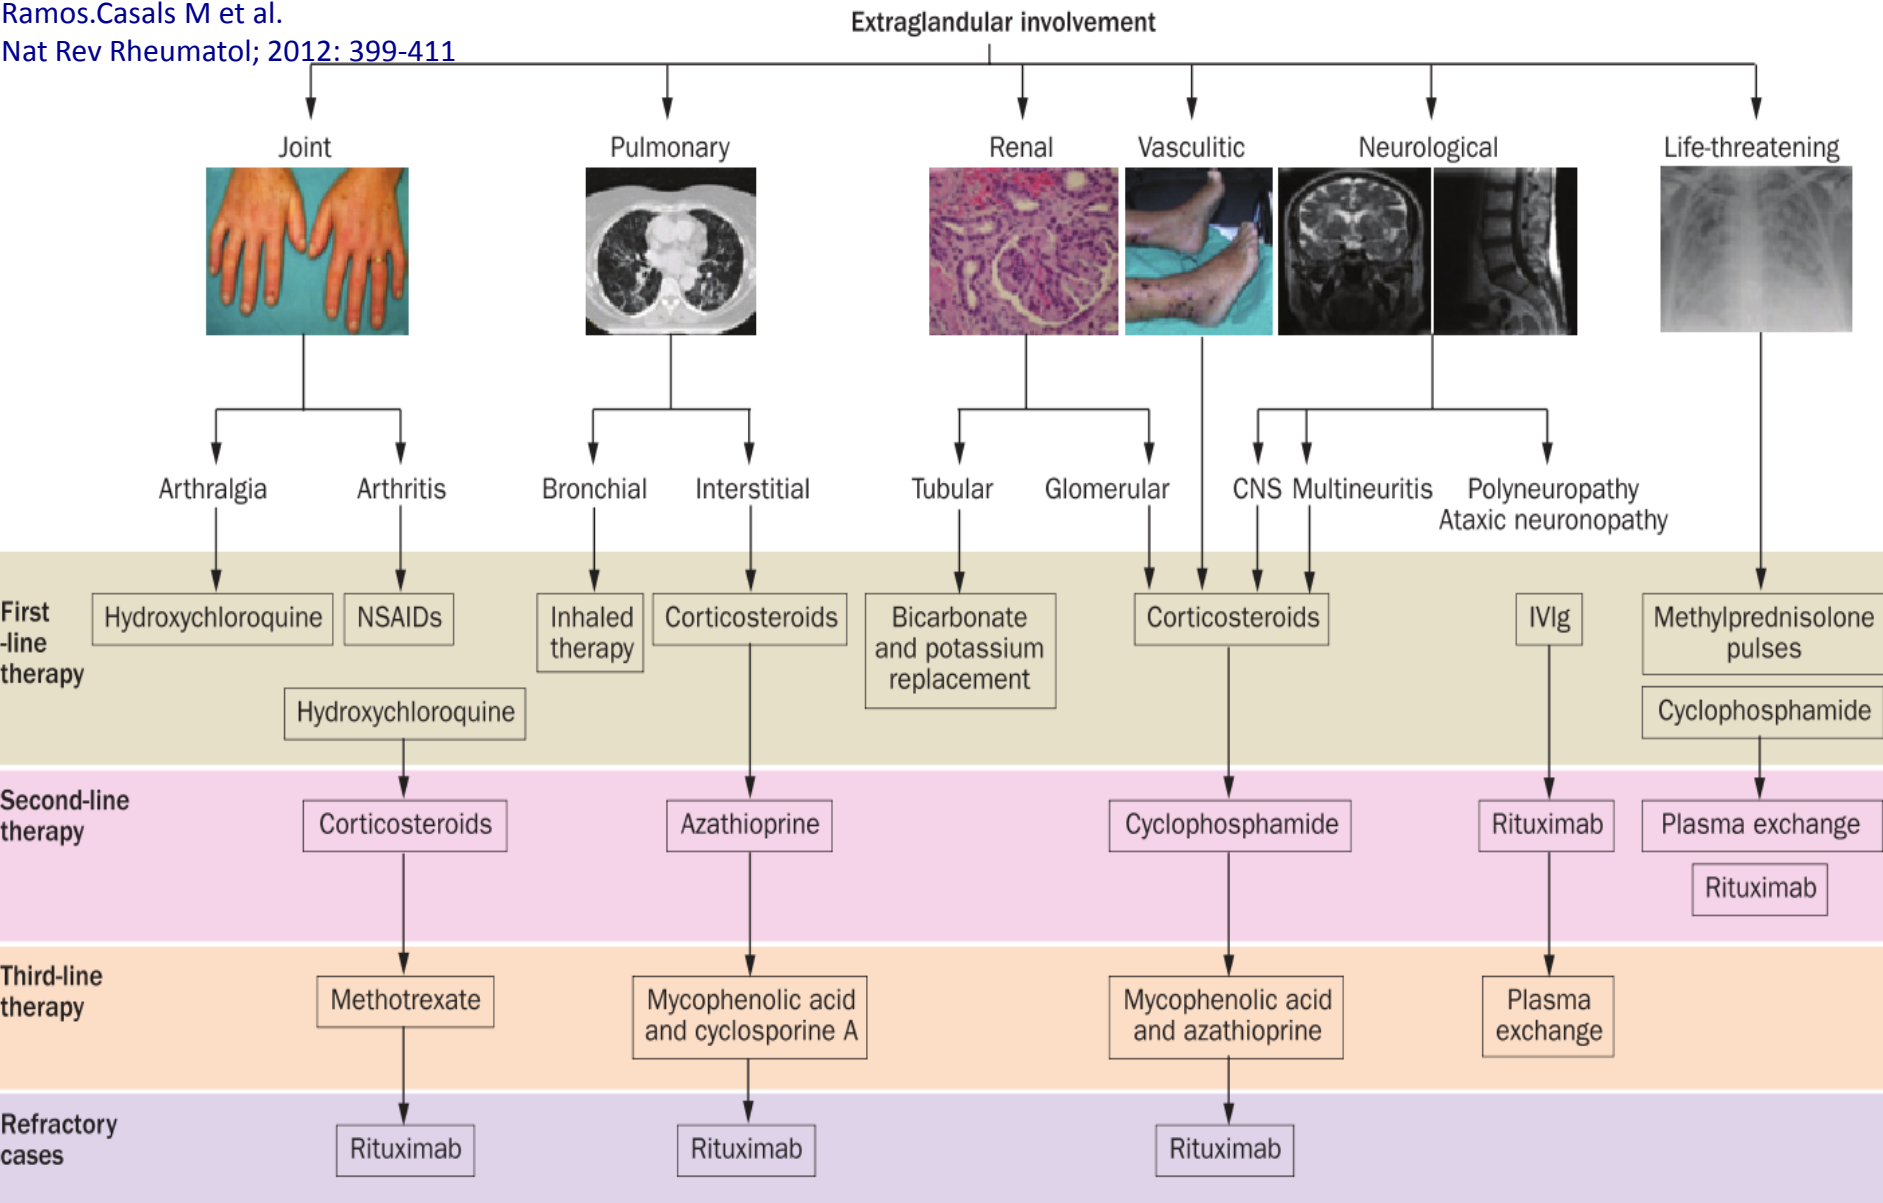 Ramos.Casals M et al.
Nat Rev Rheumatol; 2012: 399-411
Extraglandular involvement
Joint
Pulmonary
Renal
Vasculitic
Neurological
Life-threatening
Arthralgia
Arthritis
Bronchial
Interstitial
Tubular
Glomerular
CNS
Multineuritis
Polyneuropathy
Ataxic neuronopathy
First
-line
therapy
Hydroxychloroquine
NSAIDs
Hydroxychloroquine
Inhaled
therapy
Corticosteroids
Bicarbonate
and potassium
replacement
Corticosteroids
IVIg
Methylprednisolone
pulses
Cyclophosphamide
Second-line
therapy
Corticosteroids
Azathioprine
Cyclophosphamide
Rituximab
Plasma exchange
Rituximab
Third-line
therapy
Methotrexate
Mycophenolic acid
and cyclosporine A
Mycophenolic acid
and azathioprine
Plasma
exchange
Refractory
cases
Rituximab
Rituximab
Rituximab